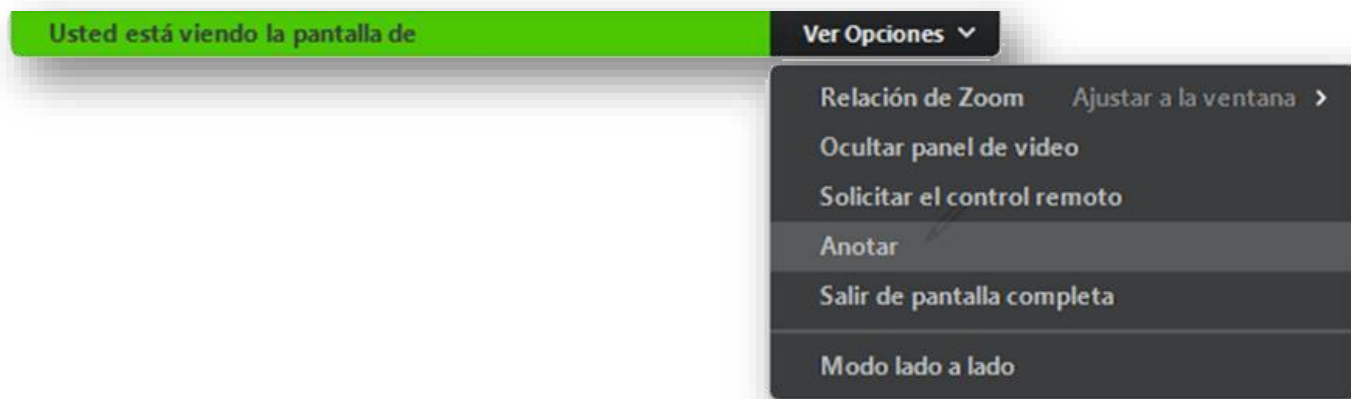 Usted está viendo la pantalla de Ver Opciones
Relación de Zoom Ajustar a la ventana
Ocultar panel de video
Solicitar el control remoto
Anotar
Salir de pantalla completa
Modo lado a lado